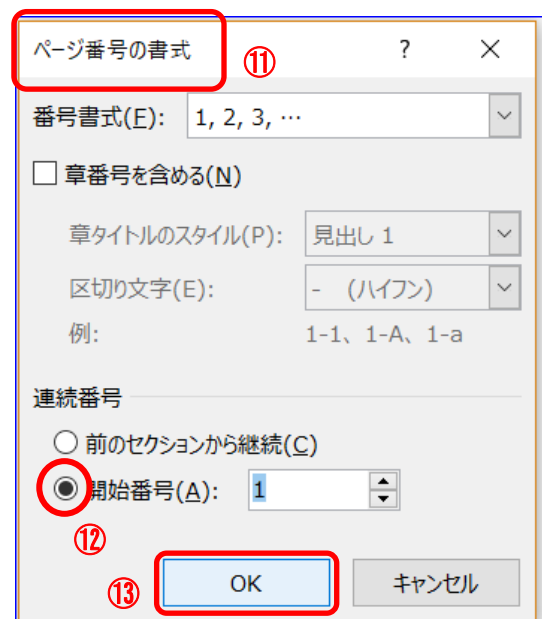 ページ番号の書式 ⑪ ?
番号書式(F): 1, 2, 3, …
章番号を含める(N)
章タイトルのスタイル(P): 見出し 1
区切り文字(E): - (ハイフン)
例: 1-1、1-A、1-a
連続番号
前のセクションから継続(C)
開始番号(A): 1
⑫
⑬ OK キャンセル